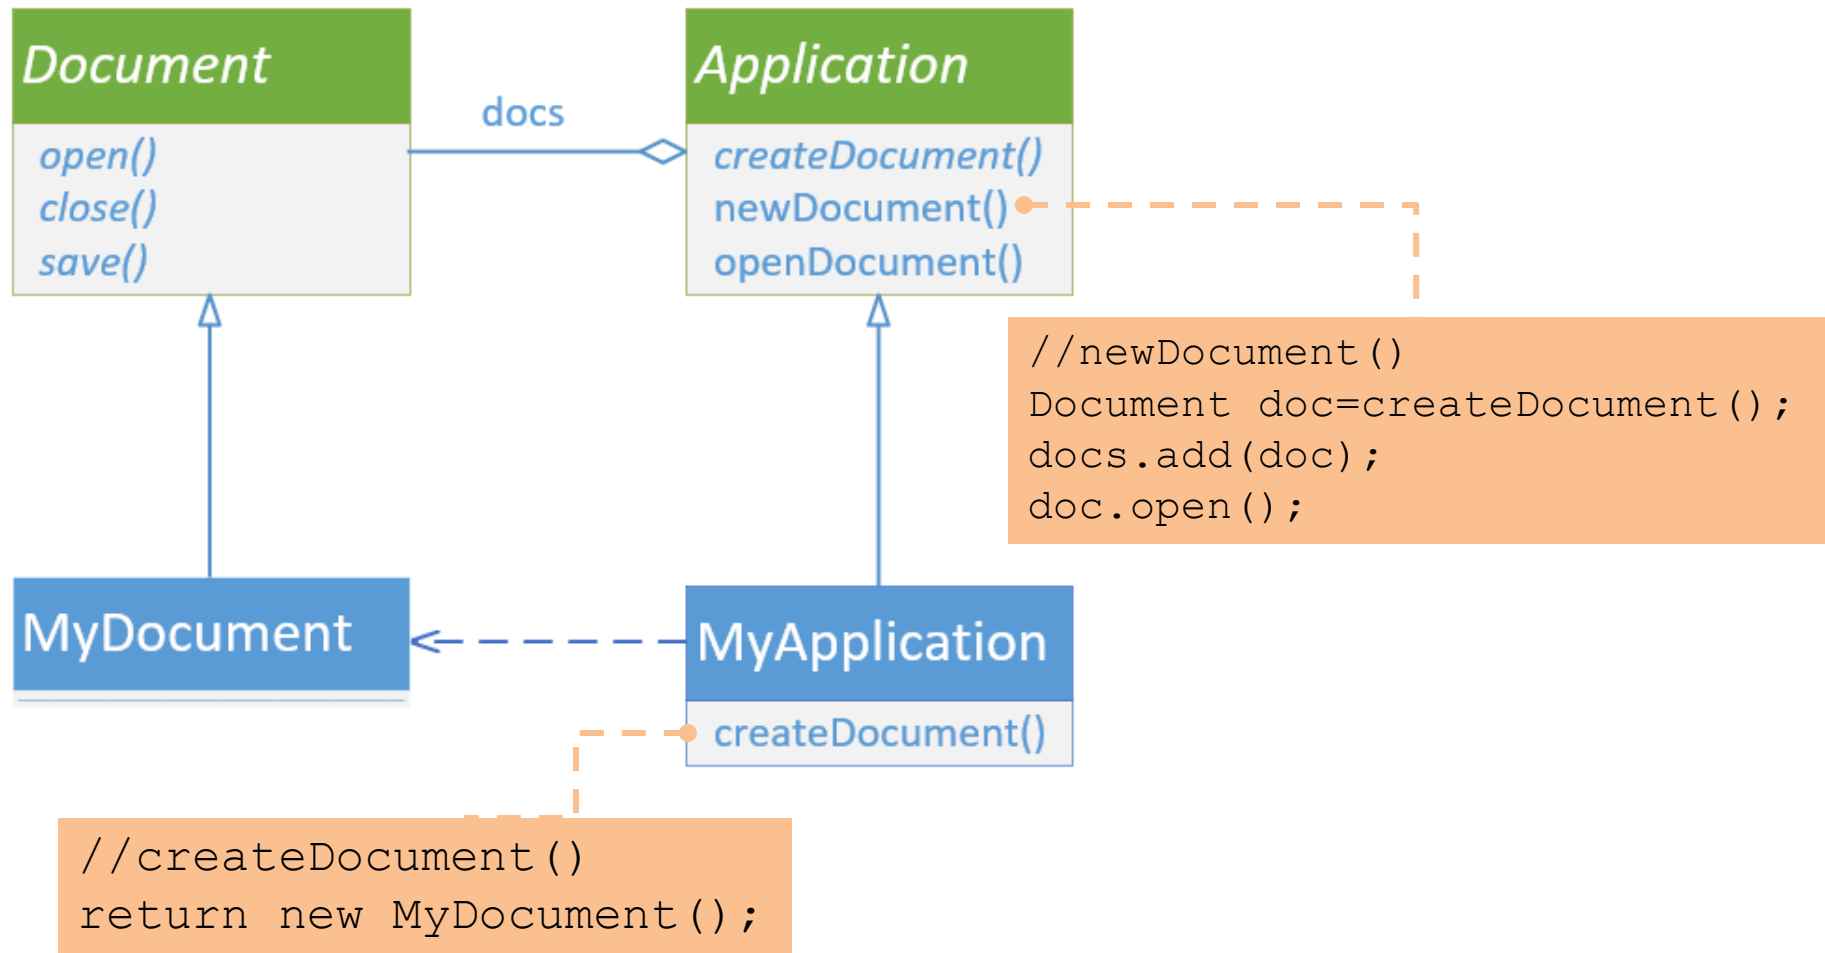 Document
open()
close()
save()
docs
Application
createDocument()
newDocument()
openDocument()
//newDocument()
Document doc=createDocument();
docs.add(doc);
doc.open();
MyDocument
MyApplication
createDocument()
//createDocument()
return new MyDocument();